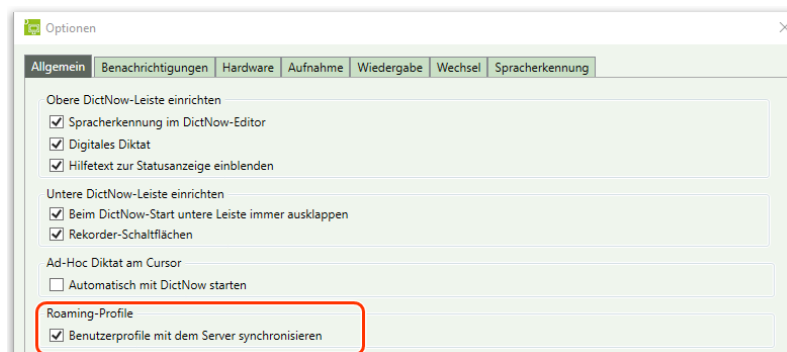 Optionen
Allgemein Benachrichtigungen Hardware Aufnahme Wiedergabe Wechsel Spracherkennung
Obere DictNow-Leiste einrichten
Spracherkennung im DictNow-Editor
Digitales Diktat
Hilfetext zur Statusanzeige einblenden
Untere DictNow-Leiste einrichten
Beim DictNow-Start untere Leiste immer ausklappen
Rekorder-Schaltflächen
Ad-Hoc Diktat am Cursor
Automatisch mit DictNow starten
Roaming-Profile
Benutzerprofile mit dem Server synchronisieren